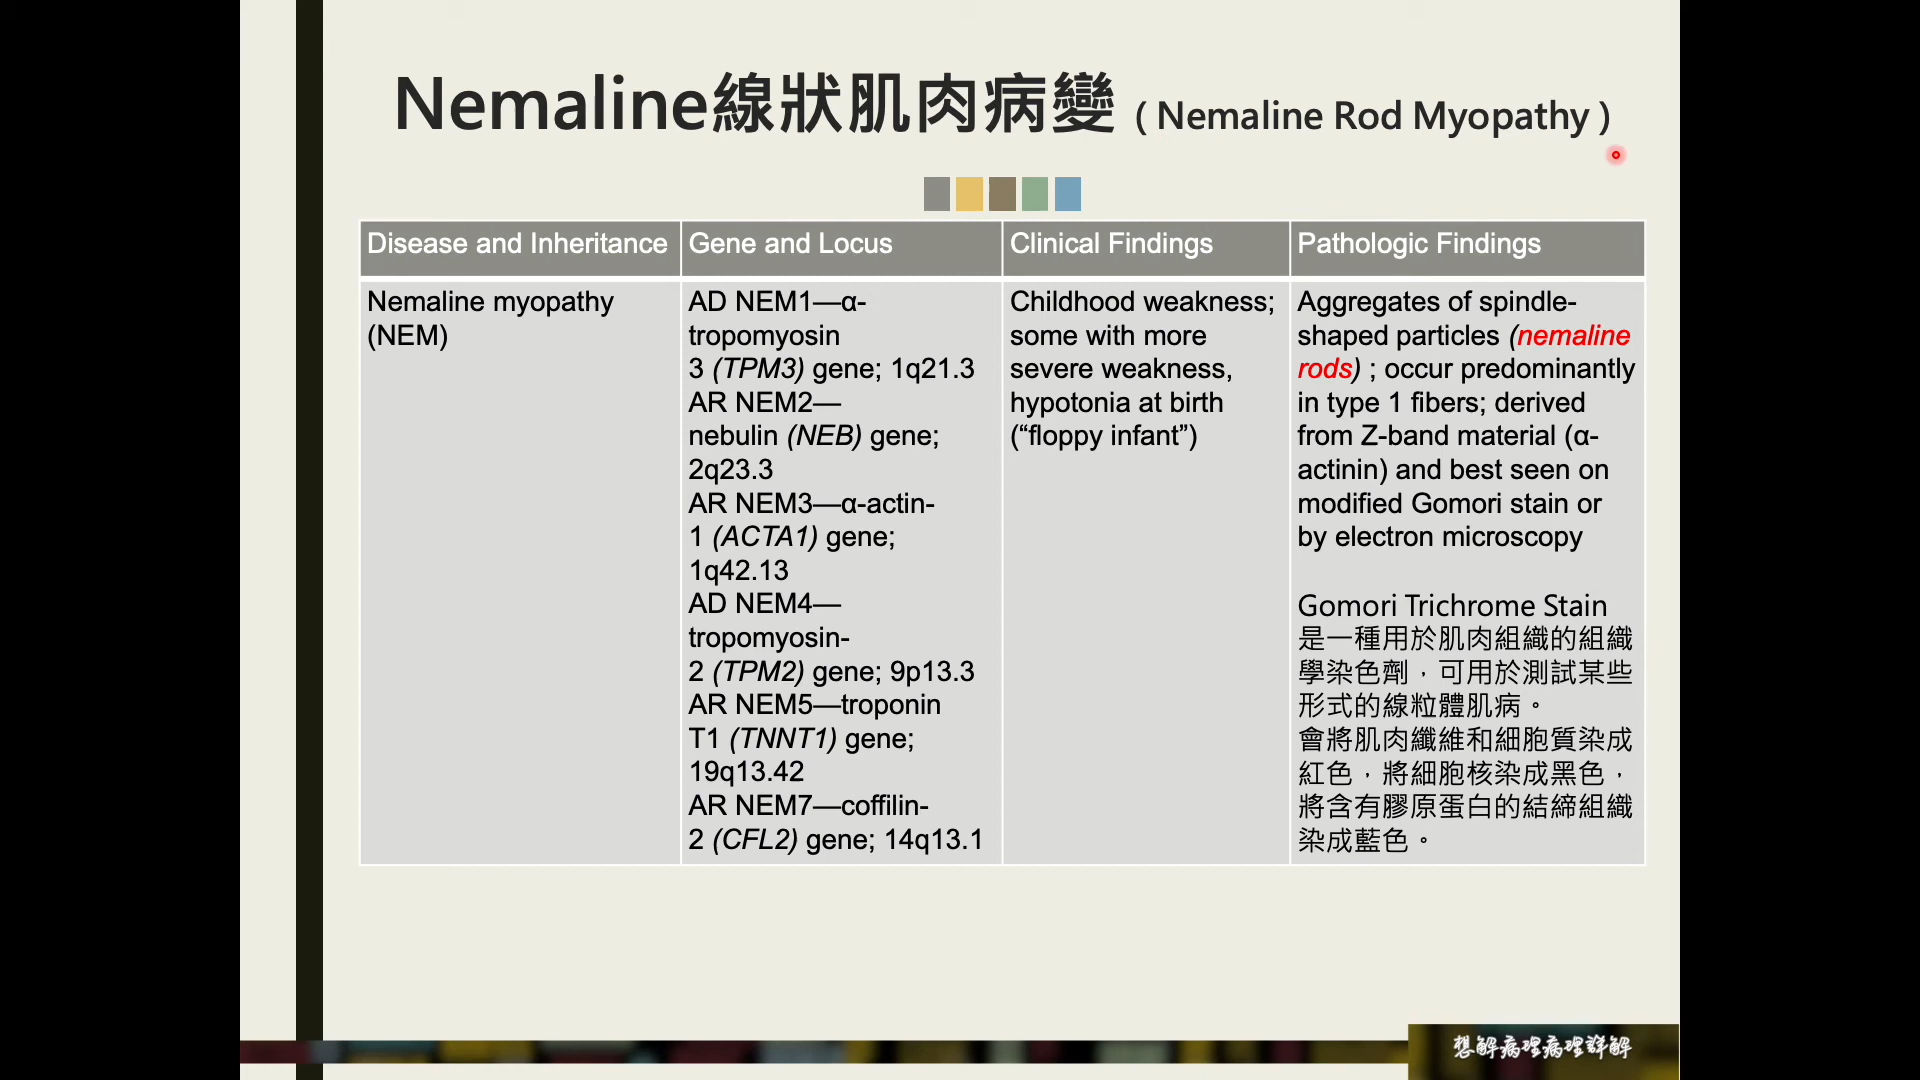 Nemaline線狀肌肉病變 ( Nemaline Rod Myopathy )
Disease and Inheritance
Gene and Locus
Clinical Findings
Pathologic Findings
Nemaline myopathy
(NEM)
AD NEM1—α-
tropomyosin
3 (TPM3) gene; 1q21.3
AR NEM2—
nebulin (NEB) gene;
2q23.3
AR NEM3—α-actin-
1 (ACTA1) gene;
1q42.13
AD NEM4—
tropomyosin-
2 (TPM2) gene; 9p13.3
AR NEM5—troponin
T1 (TNNT1) gene;
19q13.42
AR NEM7—coffilin-
2 (CFL2) gene; 14q13.1
Childhood weakness;
some with more
severe weakness,
hypotonia at birth
(“floppy infant”)
Aggregates of spindle-
shaped particles (nemaline
rods) ; occur predominantly
in type 1 fibers; derived
from Z-band material (α-
actinin) and best seen on
modified Gomori stain or
by electron microscopy
Gomori Trichrome Stain
是一種用於肌肉組織的組織
學染色劑，可用於測試某些
形式的線粒體肌病。
會將肌肉纖維和細胞質染成
紅色，將細胞核染成黑色，
將含有膠原蛋白的結締組織
染成藍色。
想解病理病理詳解